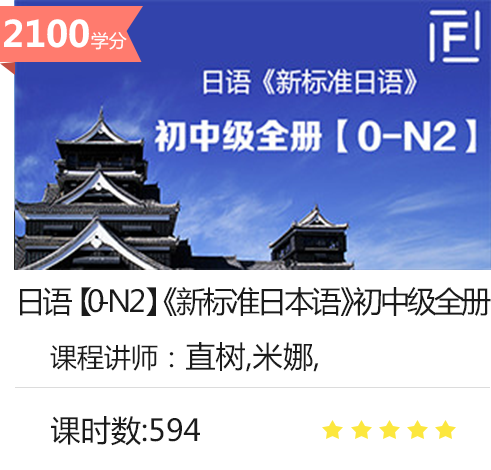 2100学分
F
日语《新标准日语》
初中级全册【0-N2】
日语【0-N2】《新标准日本语》初中级全册
课程讲师：直树,米娜,
课时数:594